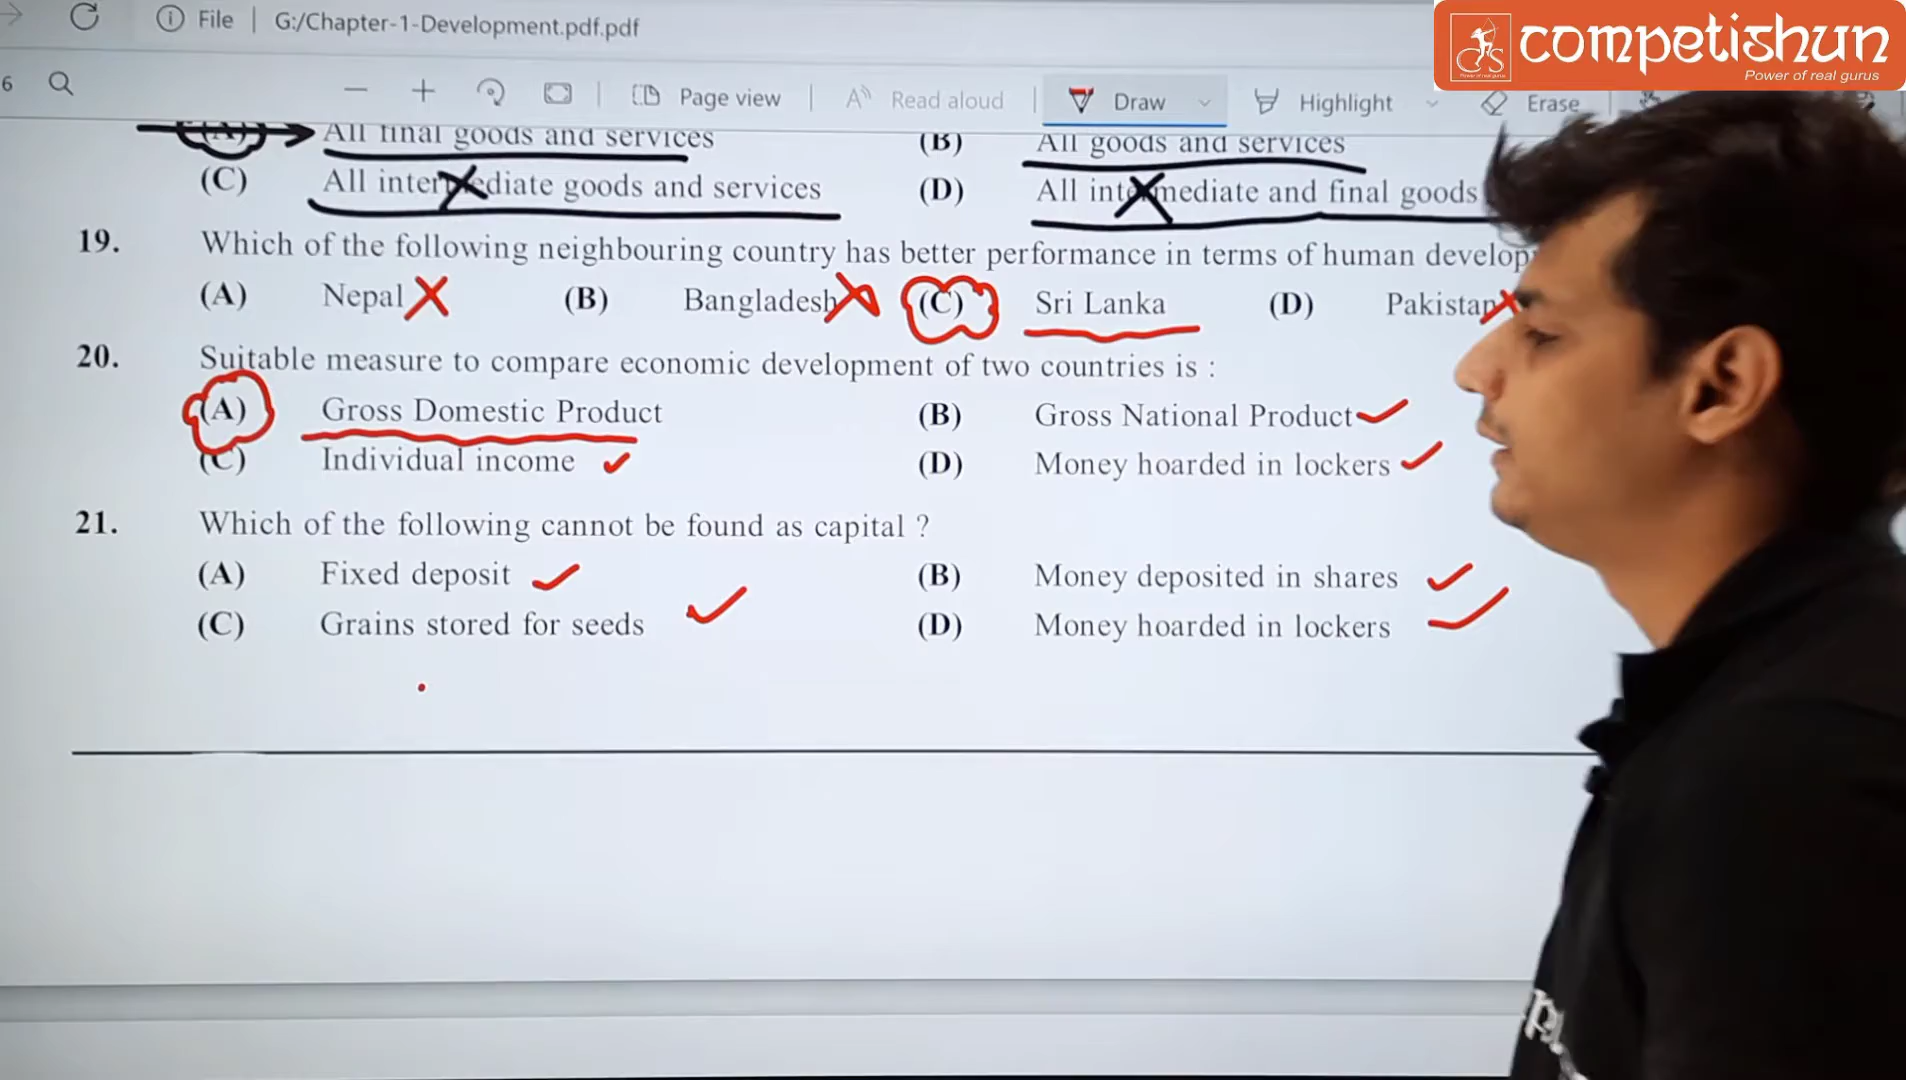 File | G:/Chapter-1-Development.pdf.pdf
competishun
Power of real gurus
6 Page view Read aloud Draw Highlight Erase
(A) All final goods and services (B) All goods and services
(C) All intermediate goods and services (D) All intermediate and final goods
19. Which of the following neighbouring country has better performance in terms of human develop
(A) Nepal (B) Bangladesh (C) Sri Lanka (D) Pakistan
20. Suitable measure to compare economic development of two countries is :
(A) Gross Domestic Product (B) Gross National Product
(C) Individual income (D) Money hoarded in lockers
21. Which of the following cannot be found as capital ?
(A) Fixed deposit (B) Money deposited in shares
(C) Grains stored for seeds (D) Money hoarded in lockers